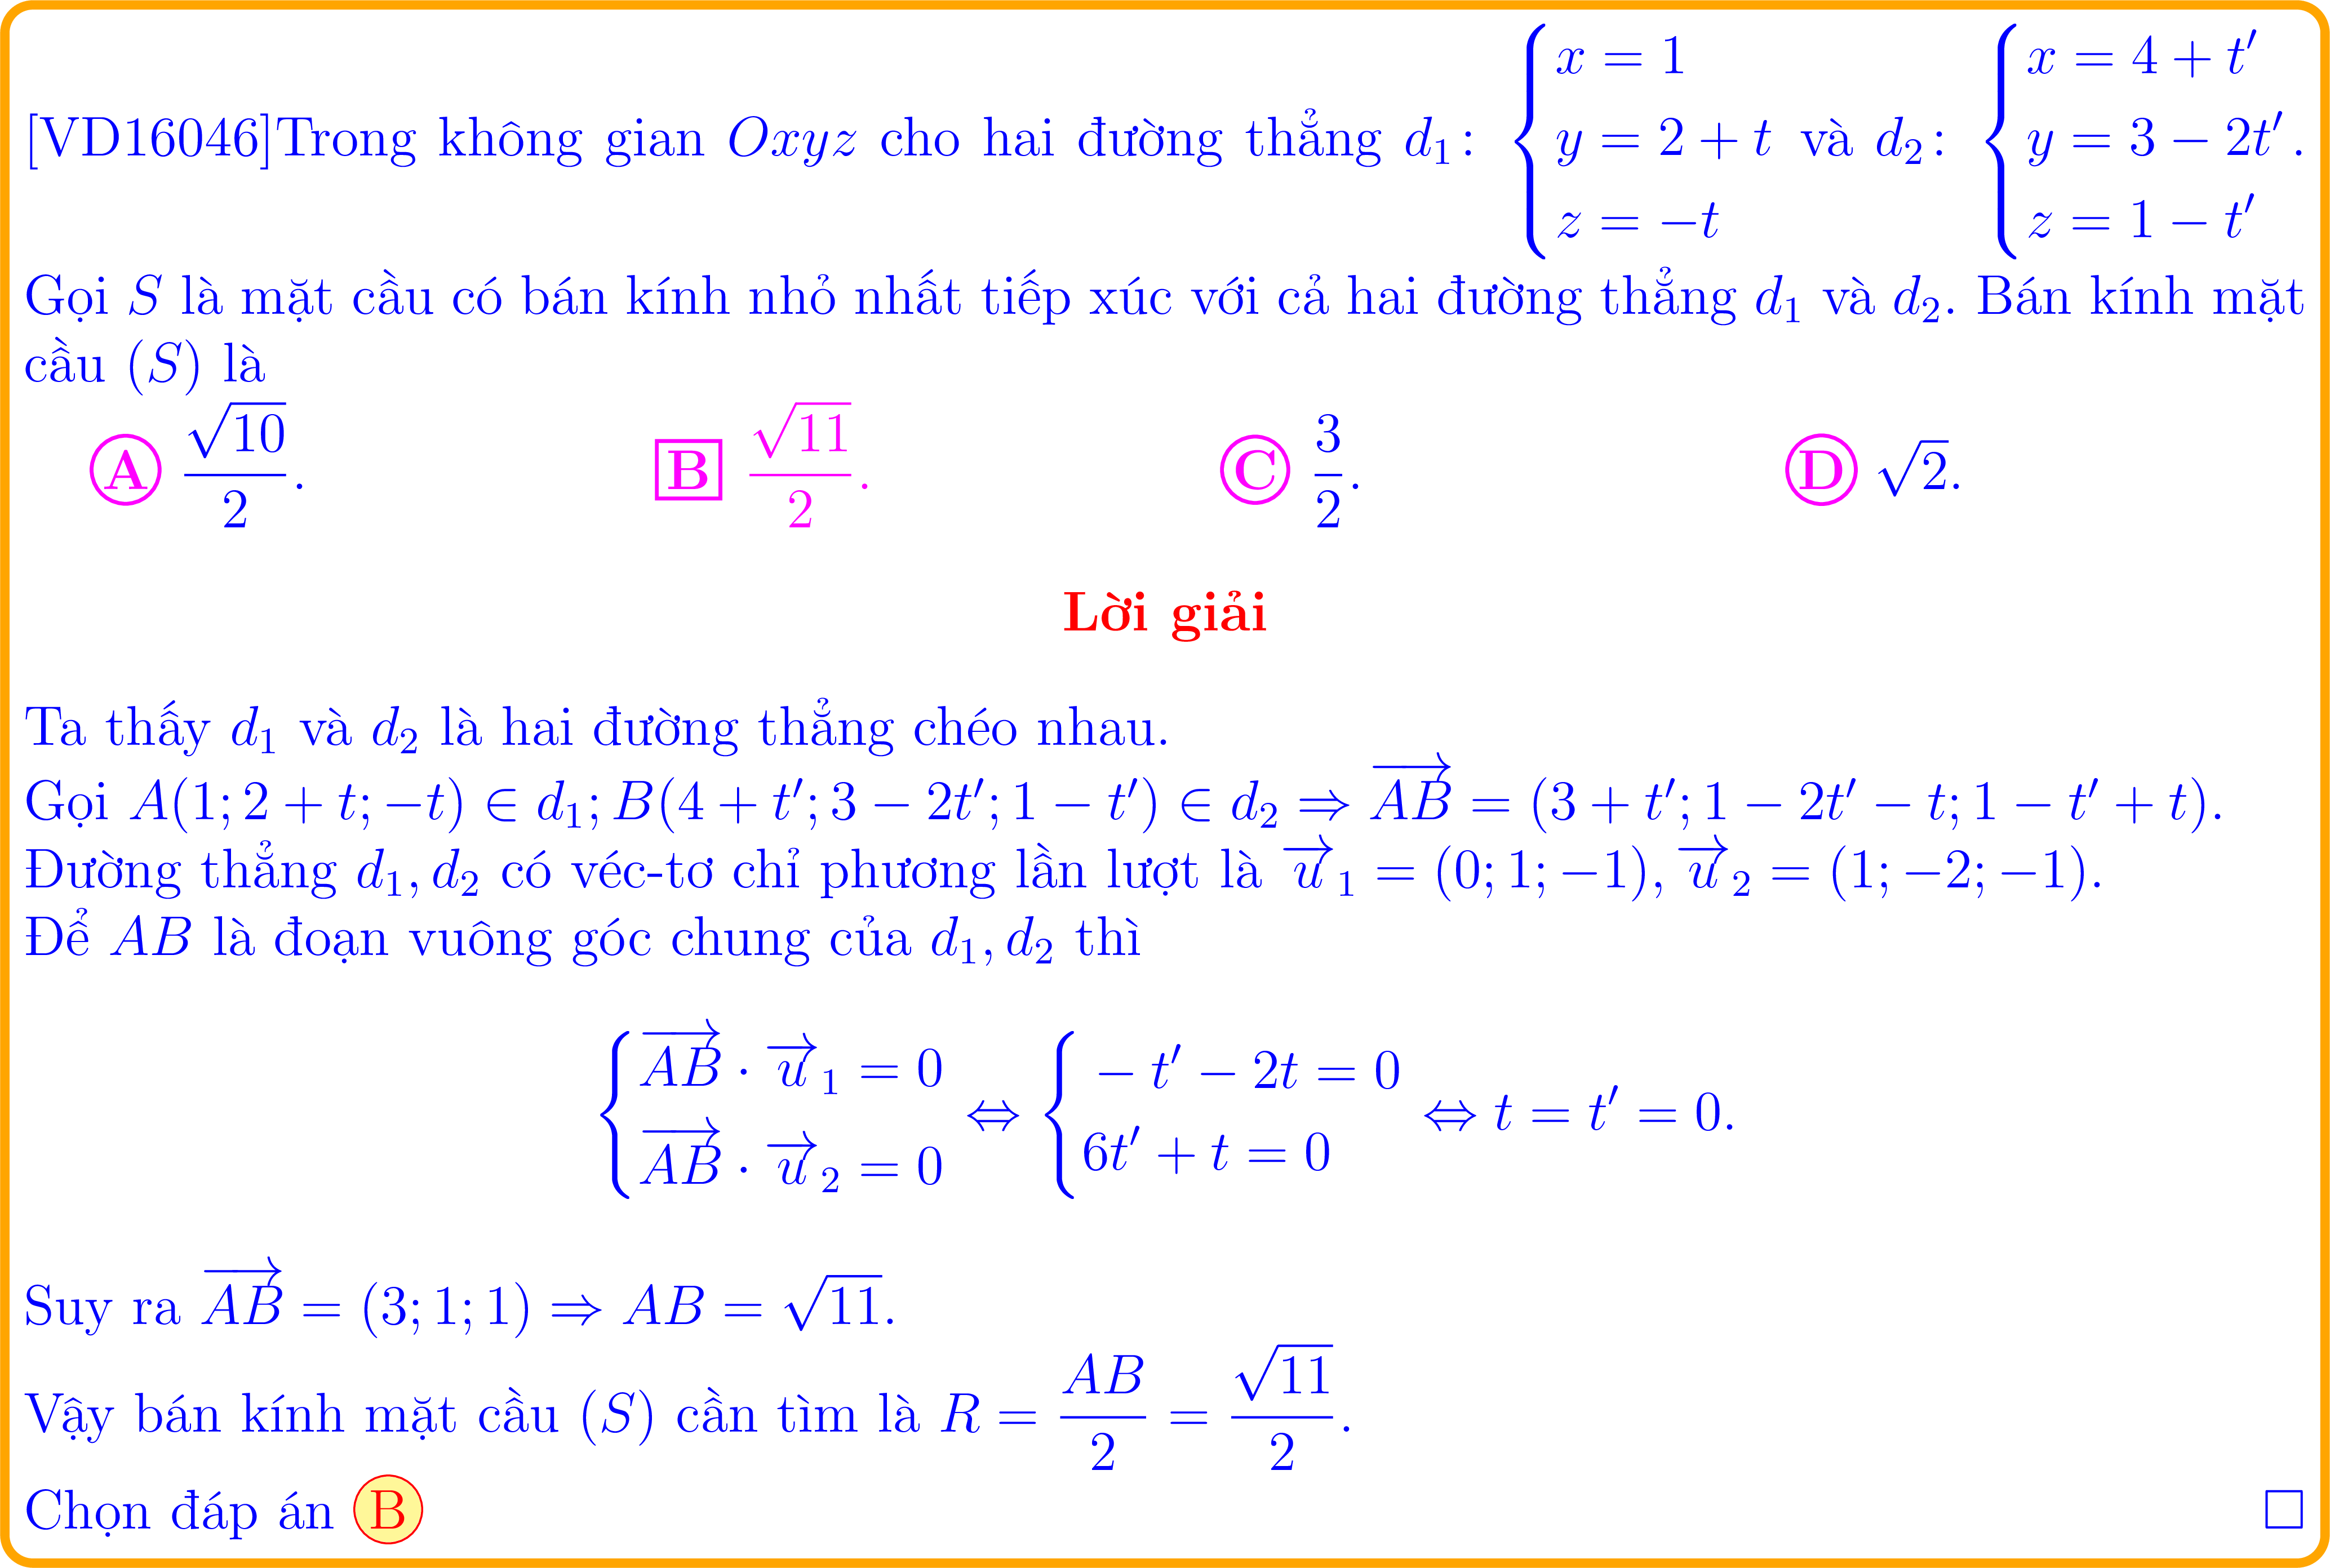 [VD16046]Trong không gian $Oxyz$ cho hai đường thẳng $d_1\colon \begin{cases} x = 1 \\ y = 2 + t \\ z = -t \end{cases}$ và $d_2\colon \begin{cases} x = 4 + t' \\ y = 3 - 2t' \\ z = 1 - t' \end{cases}$.
Gọi $S$ là mặt cầu có bán kính nhỏ nhất tiếp xúc với cả hai đường thẳng $d_1$ và $d_2$. Bán kính mặt
cầu $(S)$ là
A $\dfrac{\sqrt{10}}{2}$. B $\dfrac{\sqrt{11}}{2}$. C $\dfrac{3}{2}$. D $\sqrt{2}$.
Lời giải
Ta thấy $d_1$ và $d_2$ là hai đường thẳng chéo nhau.
Gọi $A(1; 2 + t; -t) \in d_1; B(4 + t'; 3 - 2t'; 1 - t') \in d_2 \Rightarrow \overrightarrow{AB} = (3 + t'; 1 - 2t' - t; 1 - t' + t)$.
Đường thẳng $d_1, d_2$ có véc-tơ chỉ phương lần lượt là $\overrightarrow{u}_1 = (0; 1; -1), \overrightarrow{u}_2 = (1; -2; -1)$.
Để $AB$ là đoạn vuông góc chung của $d_1, d_2$ thì
$\begin{cases} \overrightarrow{AB} \cdot \overrightarrow{u}_1 = 0 \\ \overrightarrow{AB} \cdot \overrightarrow{u}_2 = 0 \end{cases} \Leftrightarrow \begin{cases} -t' - 2t = 0 \\ 6t' + t = 0 \end{cases} \Leftrightarrow t = t' = 0.$
Suy ra $\overrightarrow{AB} = (3; 1; 1) \Rightarrow AB = \sqrt{11}$.
Vậy bán kính mặt cầu $(S)$ cần tìm là $R = \dfrac{AB}{2} = \dfrac{\sqrt{11}}{2}$.
Chọn đáp án B □